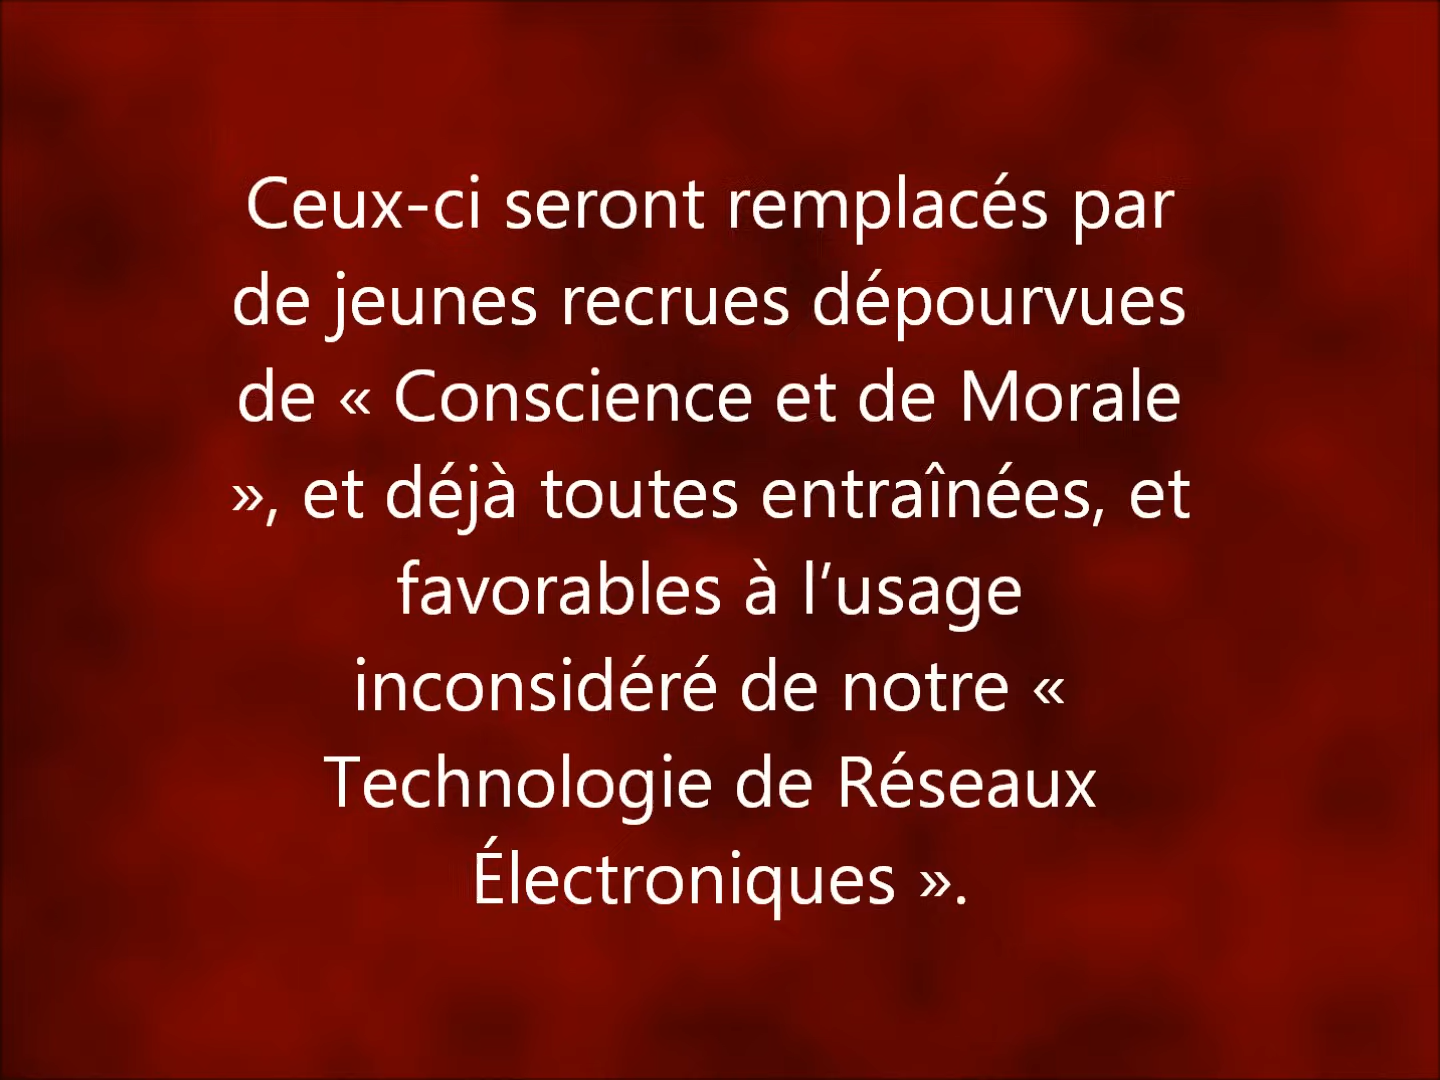 Ceux-ci seront remplacés par
de jeunes recrues dépourvues
de « Conscience et de Morale
», et déjà toutes entraînées, et
favorables à l’usage
inconsidéré de notre «
Technologie de Réseaux
Électroniques ».